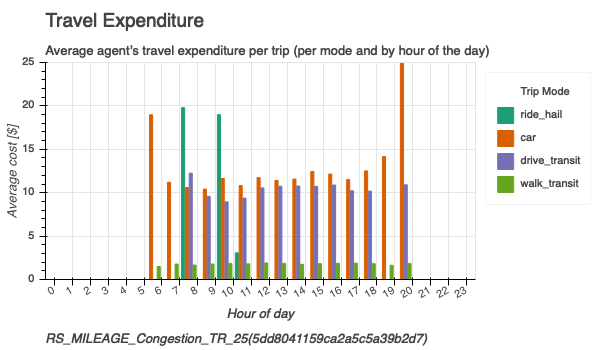 Travel Expenditure
Average agent's travel expenditure per trip (per mode and by hour of the day)
25
20
15
10
5
0
Average cost [$]
0 1 2 3 4 5 6 7 8 9 10 11 12 13 14 15 16 17 18 19 20 21 22 23
Hour of day
Trip Mode
ride_hail
car
drive_transit
walk_transit
RS_MILEAGE_Congestion_TR_25(5dd8041159ca2a5c5a39b2d7)